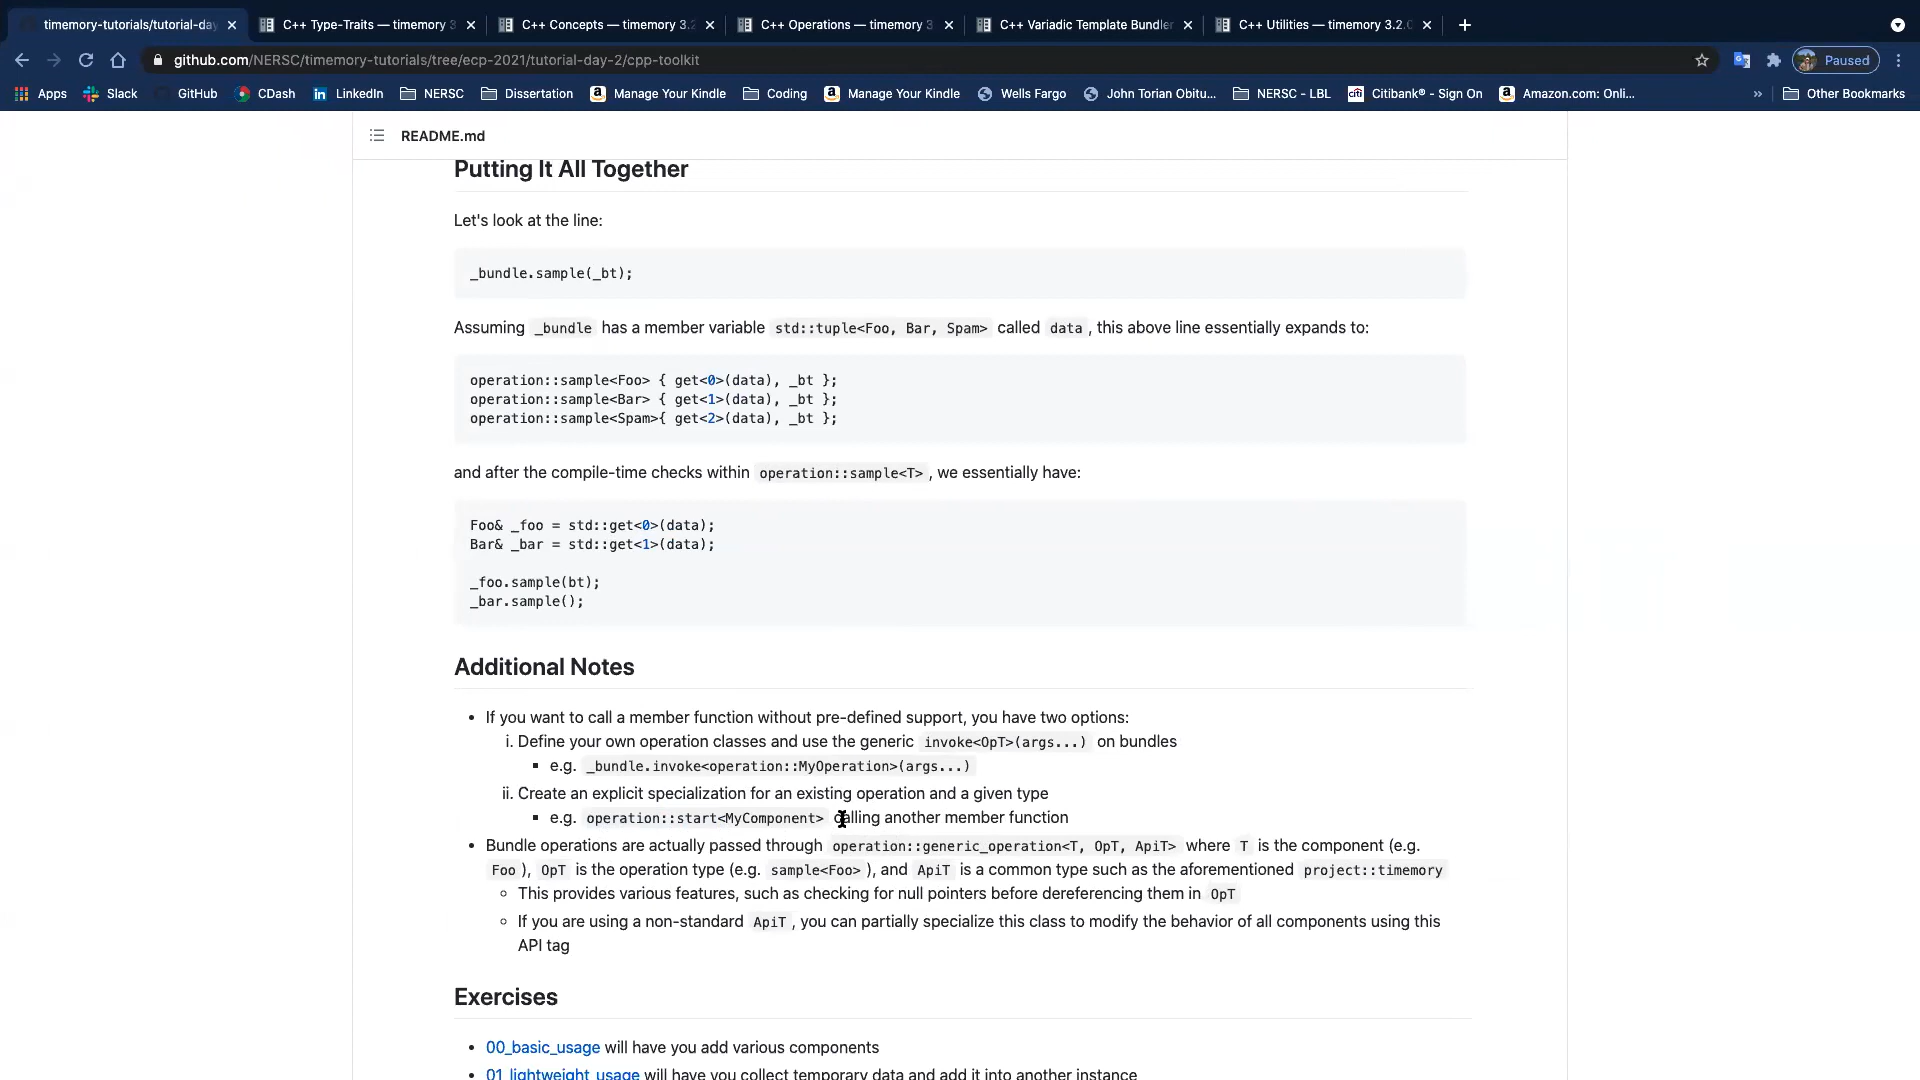 timemory-tutorials/tutorial-day
C++ Type-Traits — timemory 3
C++ Concepts — timemory 3.2
C++ Operations — timemory 3
C++ Variadic Template Bundler
C++ Utilities — timemory 3.2.0
github.com/NERSC/timemory-tutorials/tree/ecp-2021/tutorial-day-2/cpp-toolkit
Paused
Apps Slack GitHub CDash LinkedIn NERSC Dissertation Manage Your Kindle Coding Manage Your Kindle Wells Fargo John Torian Obitu... NERSC - LBL Citibank® - Sign On Amazon.com: Onli... » Other Bookmarks
README.md
Putting It All Together
Let's look at the line:
_bundle.sample(_bt);
Assuming _bundle has a member variable std::tuple<Foo, Bar, Spam> called data , this above line essentially expands to:
operation::sample<Foo> { get<0>(data), _bt };
operation::sample<Bar> { get<1>(data), _bt };
operation::sample<Spam>{ get<2>(data), _bt };
and after the compile-time checks within operation::sample<T> , we essentially have:
Foo& _foo = std::get<0>(data);
Bar& _bar = std::get<1>(data);
_foo.sample(bt);
_bar.sample();
Additional Notes
• If you want to call a member function without pre-defined support, you have two options:
i. Define your own operation classes and use the generic invoke<OpT>(args...) on bundles
▪ e.g. _bundle.invoke<operation::MyOperation>(args...)
ii. Create an explicit specialization for an existing operation and a given type
▪ e.g. operation::start<MyComponent> calling another member function
• Bundle operations are actually passed through operation::generic_operation<T, OpT, ApiT> where T is the component (e.g.
Foo ), OpT is the operation type (e.g. sample<Foo> ), and ApiT is a common type such as the aforementioned project::timemory
○ This provides various features, such as checking for null pointers before dereferencing them in OpT
○ If you are using a non-standard ApiT , you can partially specialize this class to modify the behavior of all components using this
API tag
Exercises
• 00_basic_usage will have you add various components
• 01_lightweight_usage will have you collect temporary data and add it into another instance